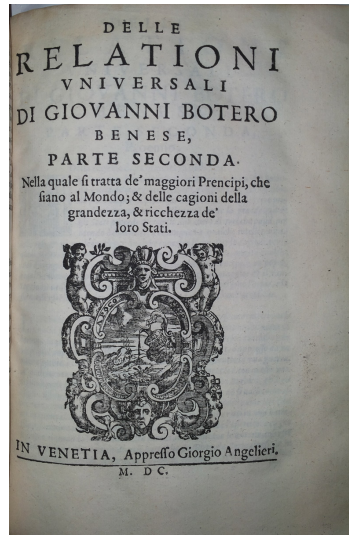 DELLE
RELATIONI
VNIVERSALI
DI GIOVANNI BOTERO
BENESE,
PARTE SECONDA.
Nella quale ſi tratta de' maggiori Prencipi, che
ſiano al Mondo; & delle cagioni della
grandezza, & ricchezza de'
loro Stati.
IN VENETIA, Appreſſo Giorgio Angelieri.
M. DC.